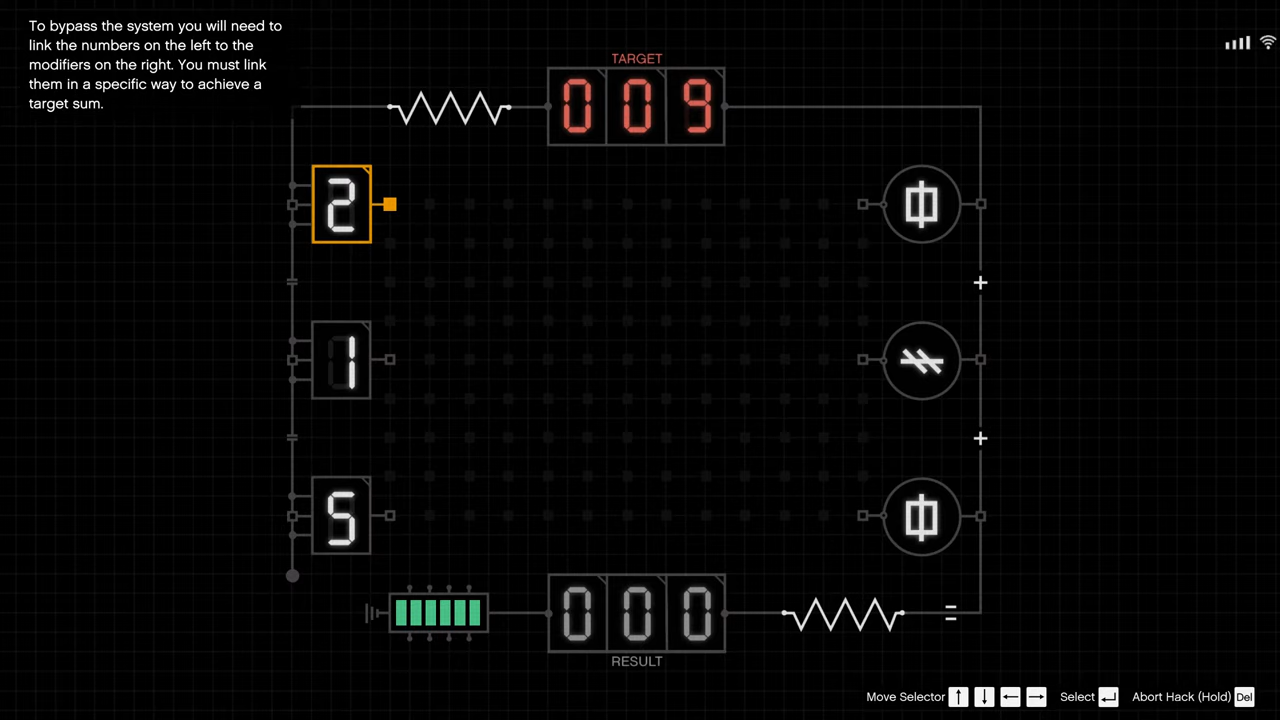 To bypass the system you will need to
link the numbers on the left to the
modifiers on the right. You must link
them in a specific way to achieve a
target sum.
TARGET
009
2
+
1
+
5
000
=
RESULT
Move Selector ↑ ↓ ← → Select ↵ Abort Hack (Hold) Del